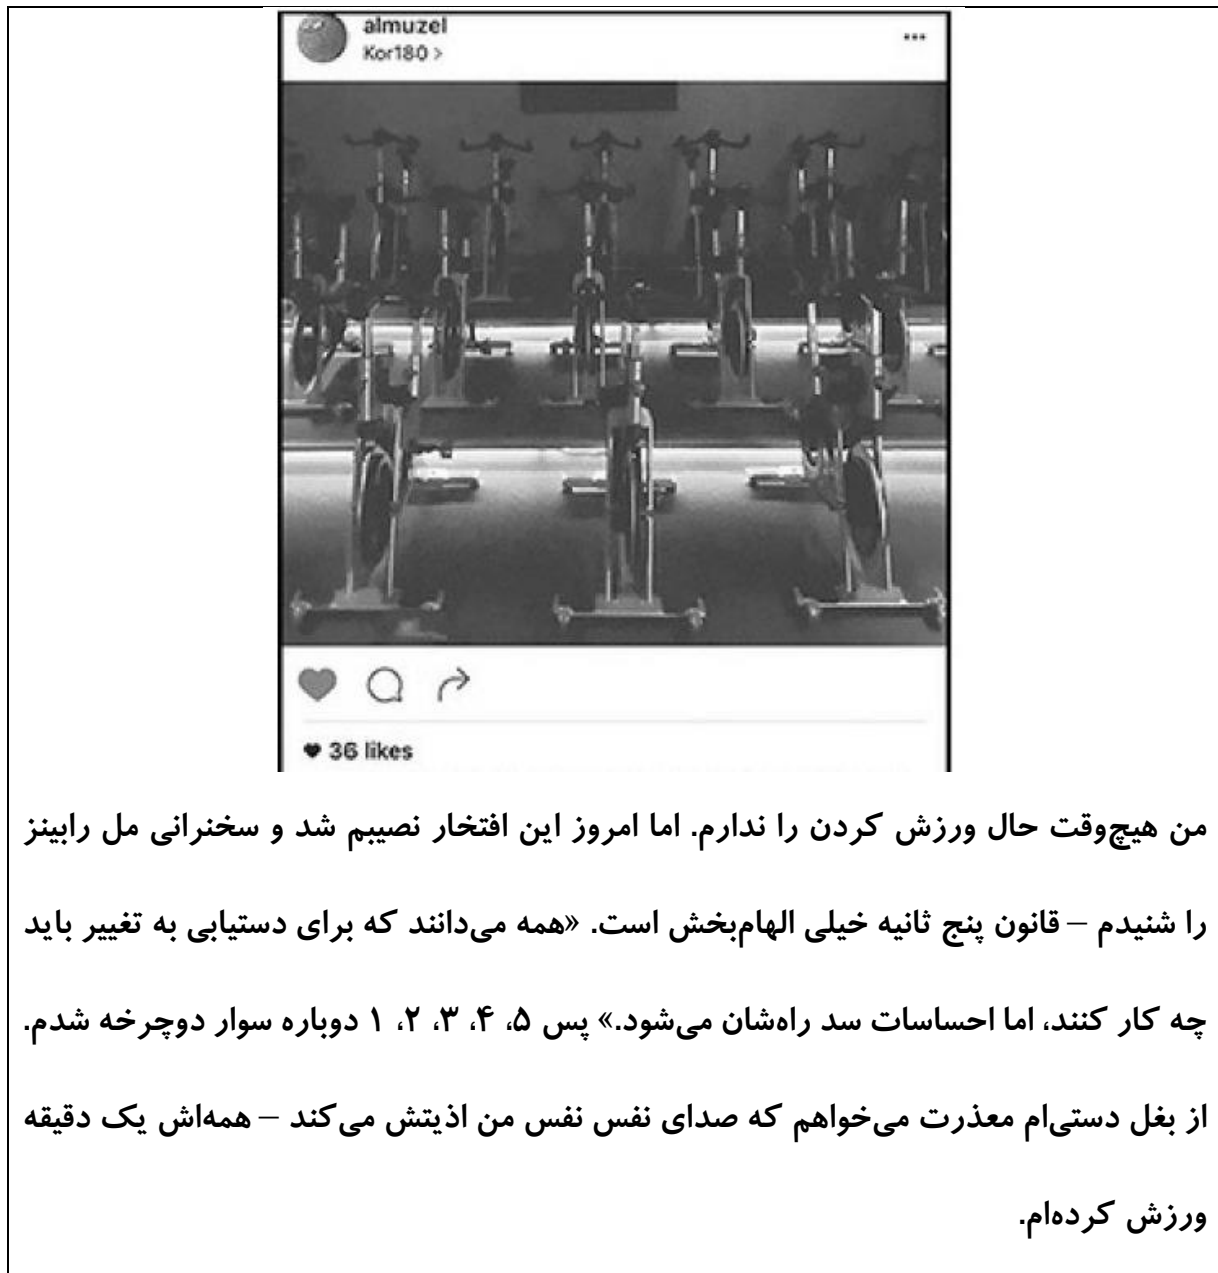 almuzel
Kor180 >
36 likes
من هیچ‌وقت حال ورزش کردن را ندارم. اما امروز این افتخار نصیبم شد و سخنرانی مل رابینز
را شنیدم – قانون پنج ثانیه خیلی الهام‌بخش است. «همه می‌دانند که برای دستیابی به تغییر باید
چه کار کنند، اما احساسات سد راه‌شان می‌شود.» پس ۵، ۴، ۳، ۲، ۱ دوباره سوار دوچرخه شدم.
از بغل دستی‌ام معذرت می‌خواهم که صدای نفس نفس من اذیتش می‌کند – همه‌اش یک دقیقه
ورزش کرده‌ام.